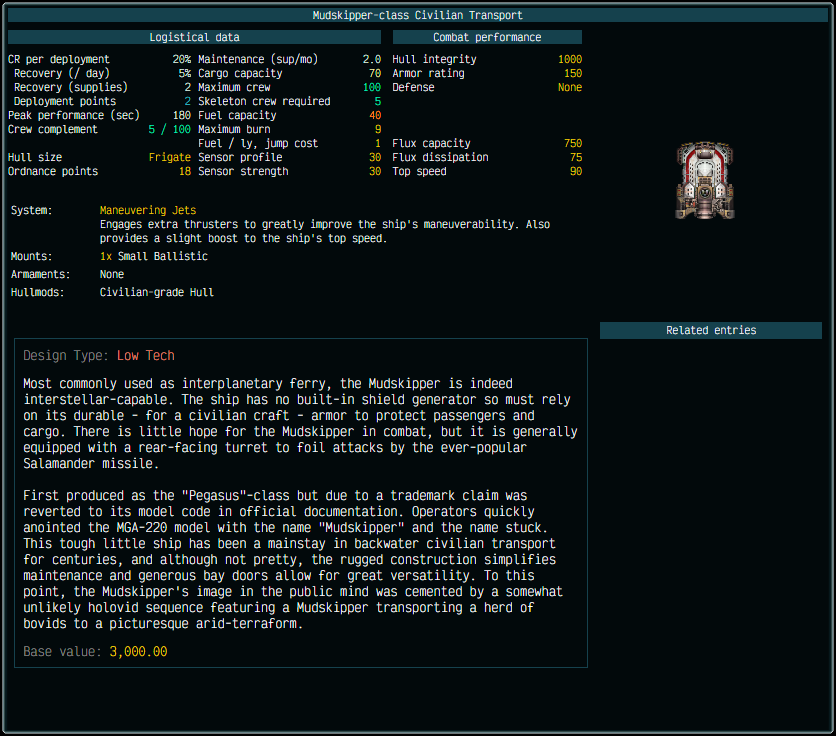 Mudskipper-class Civilian Transport
Logistical data
CR per deployment 20% Maintenance (sup/mo) 2.0
Recovery (/ day) 5% Cargo capacity 70
Recovery (supplies) 2 Maximum crew 100
Deployment points 2 Skeleton crew required 5
Peak performance (sec) 180 Fuel capacity 40
Crew complement 5 / 100 Maximum burn 9
Fuel / ly, jump cost 1
Hull size Frigate Sensor profile 30
Ordnance points 18 Sensor strength 30
Combat performance
Hull integrity 1000
Armor rating 150
Defense None
Flux capacity 750
Flux dissipation 75
Top speed 90
System: Maneuvering Jets
Engages extra thrusters to greatly improve the ship's maneuverability. Also
provides a slight boost to the ship's top speed.
Mounts: 1x Small Ballistic
Armaments: None
Hullmods: Civilian-grade Hull
Related entries
Design Type: Low Tech
Most commonly used as interplanetary ferry, the Mudskipper is indeed
interstellar-capable. The ship has no built-in shield generator so must rely
on its durable - for a civilian craft - armor to protect passengers and
cargo. There is little hope for the Mudskipper in combat, but it is generally
equipped with a rear-facing turret to foil attacks by the ever-popular
Salamander missile.
First produced as the "Pegasus"-class but due to a trademark claim was
reverted to its model code in official documentation. Operators quickly
anointed the MGA-220 model with the name "Mudskipper" and the name stuck.
This tough little ship has been a mainstay in backwater civilian transport
for centuries, and although not pretty, the rugged construction simplifies
maintenance and generous bay doors allow for great versatility. To this
point, the Mudskipper's image in the public mind was cemented by a somewhat
unlikely holovid sequence featuring a Mudskipper transporting a herd of
bovids to a picturesque arid-terraform.
Base value: 3,000.00